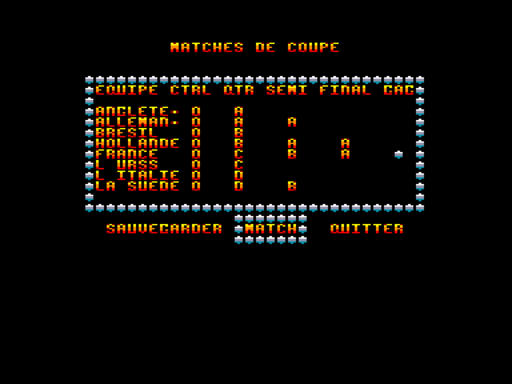 MATCHES DE COUPE
EQUIPE CTRL QTR SEMI FINAL GAG
ANGLETE. O A
ALLEMAN. O A A
BRESIL O B
HOLLANDE O B A A
FRANCE O C B A
L URSS O C
L ITALIE O D
LA SUEDE O D B
SAUVEGARDER MATCH QUITTER